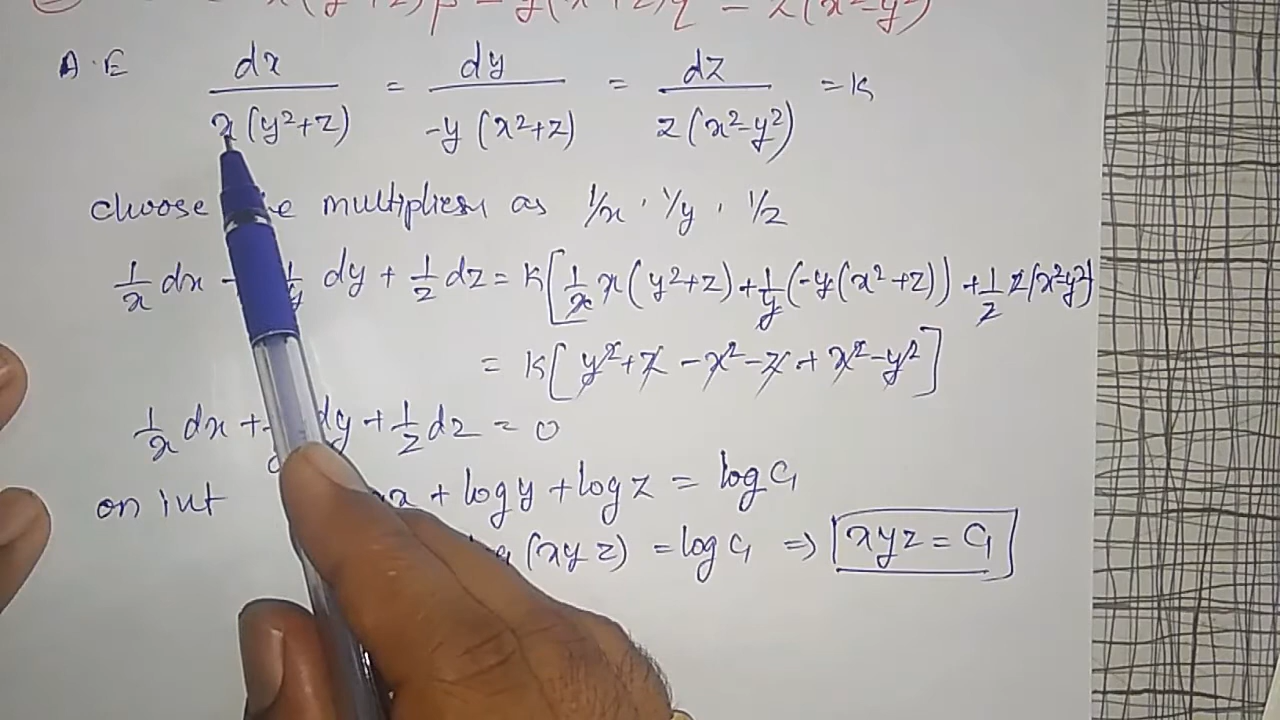 A.E dx/x(y²+z) = dy/-y(x²+z) = dz/z(x²-y²) = k
choose multipliers as 1/x, 1/y, 1/z
1/x dx dy + 1/z dz = k[1/x x(y²+z) + 1/y(-y(x²+z)) + 1/z z(x²-y²)
= k[y²+z - x² - z + x² - y²]
1/x dx + dy + 1/z dz = 0
on int x + log y + log z = log C₁
(xyz) = log C₁ ⇒ xyz = C₁